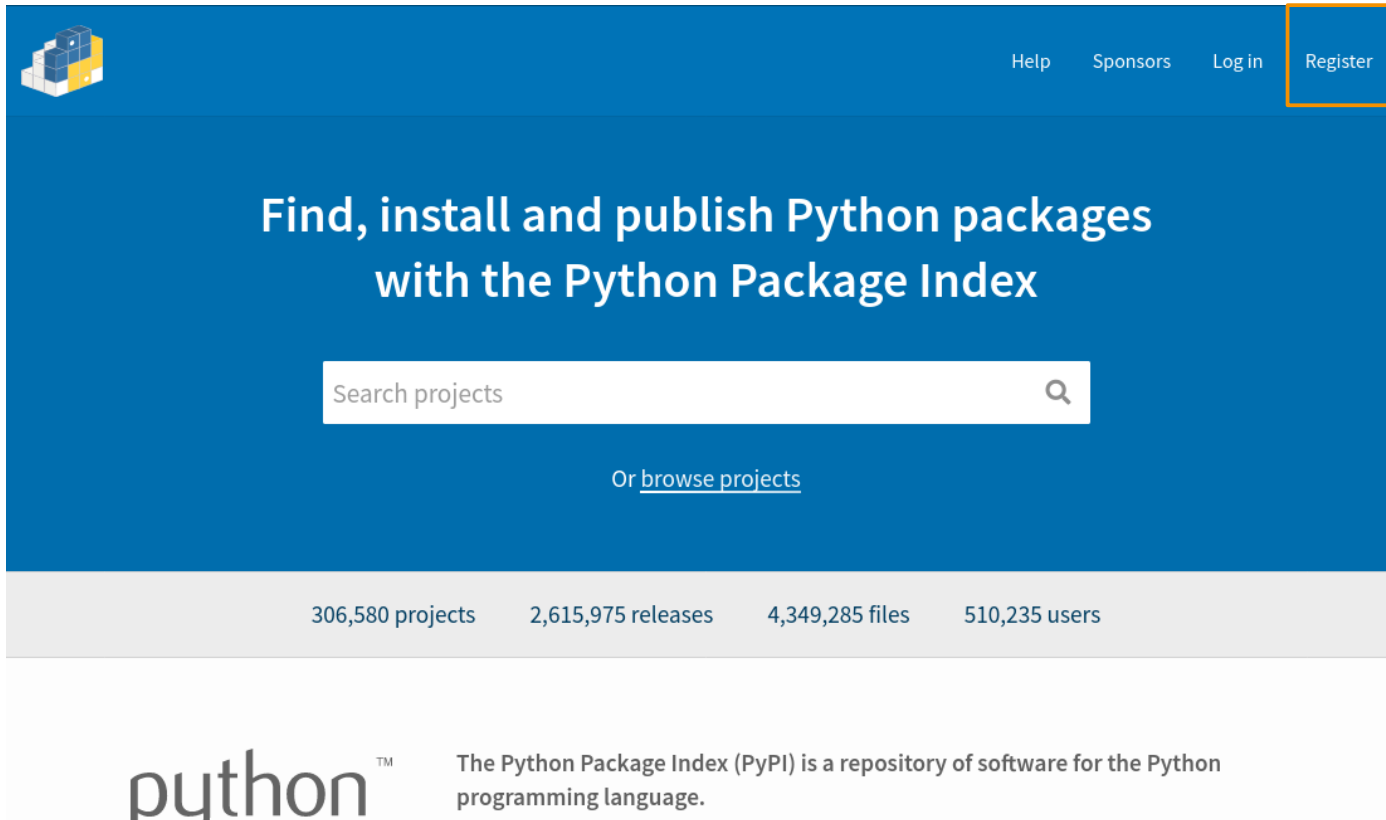 Help Sponsors Log in Register
Find, install and publish Python packages
with the Python Package Index
Search projects
Or browse projects
306,580 projects 2,615,975 releases 4,349,285 files 510,235 users
python™
The Python Package Index (PyPI) is a repository of software for the Python
programming language.